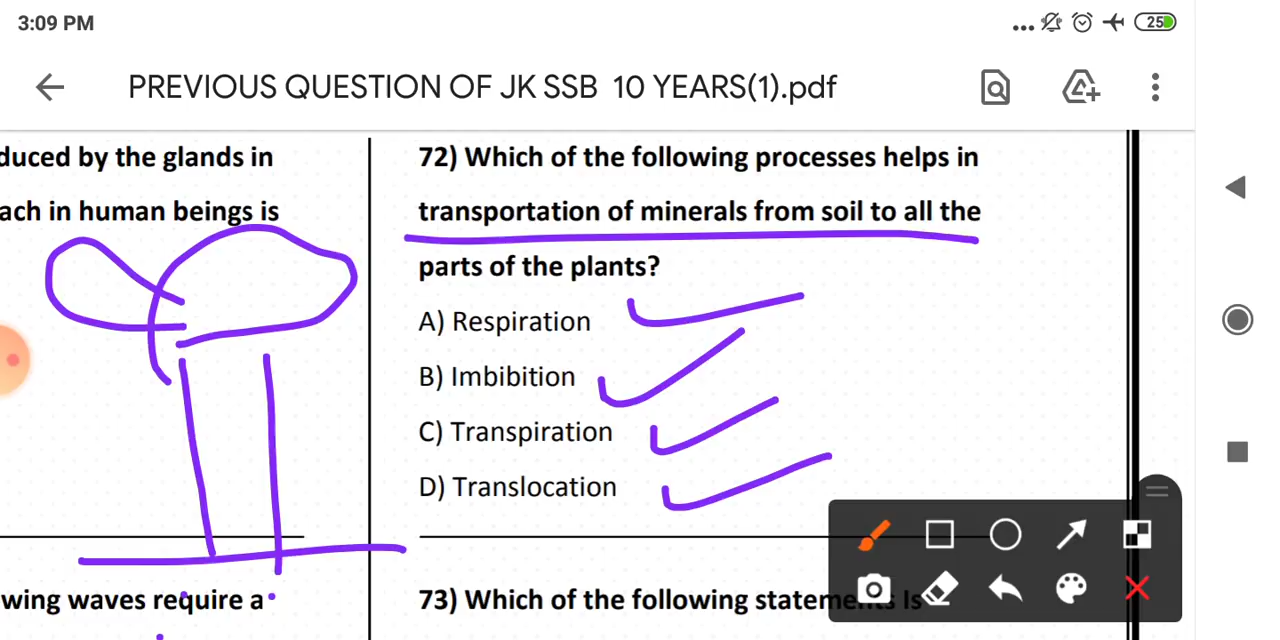 3:09 PM
25
PREVIOUS QUESTION OF JK SSB 10 YEARS(1).pdf
duced by the glands in
ach in human beings is
wing waves require a
72) Which of the following processes helps in
transportation of minerals from soil to all the
parts of the plants?
A) Respiration
B) Imbibition
C) Transpiration
D) Translocation
73) Which of the following statements Is